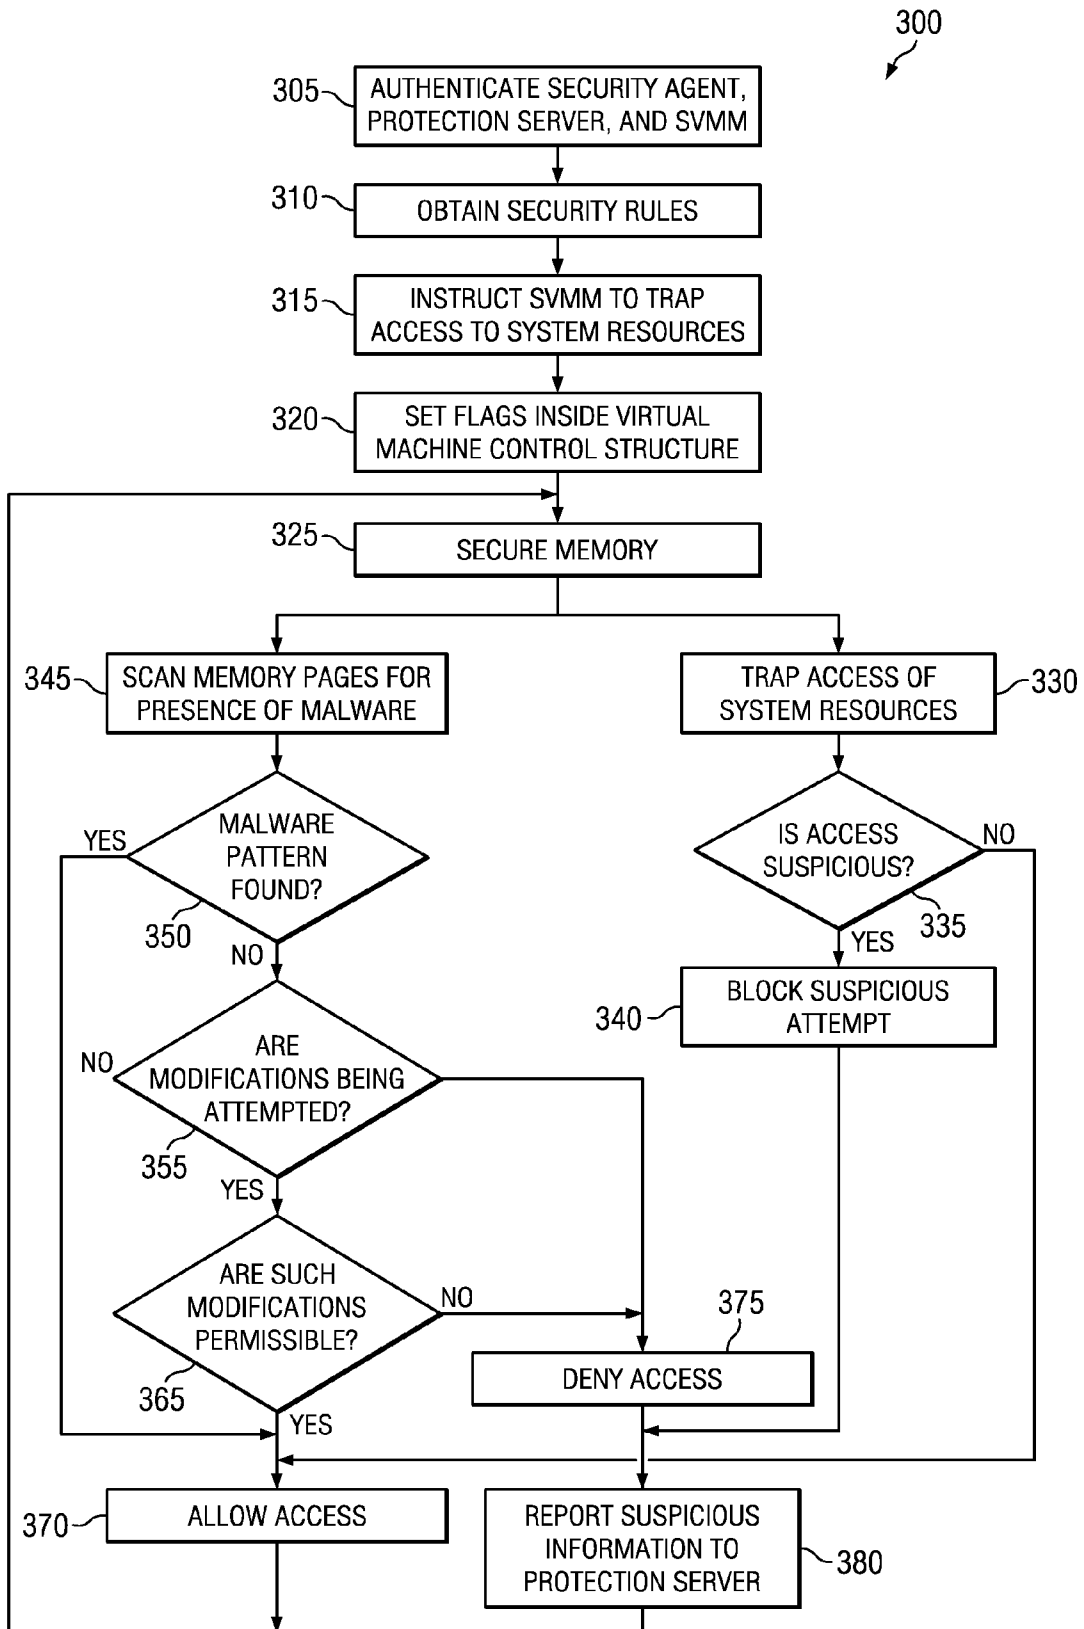 300
305
AUTHENTICATE SECURITY AGENT,
PROTECTION SERVER, AND SVMM
310
OBTAIN SECURITY RULES
315
INSTRUCT SVMM TO TRAP
ACCESS TO SYSTEM RESOURCES
320
SET FLAGS INSIDE VIRTUAL
MACHINE CONTROL STRUCTURE
325
SECURE MEMORY
345
SCAN MEMORY PAGES FOR
PRESENCE OF MALWARE
TRAP ACCESS OF
SYSTEM RESOURCES
330
YES
MALWARE
PATTERN
FOUND?
350
NO
IS ACCESS
SUSPICIOUS?
NO
335
YES
340
BLOCK SUSPICIOUS
ATTEMPT
NO
ARE
MODIFICATIONS BEING
ATTEMPTED?
355
YES
ARE SUCH
MODIFICATIONS
PERMISSIBLE?
NO
365
YES
375
DENY ACCESS
370
ALLOW ACCESS
REPORT SUSPICIOUS
INFORMATION TO
PROTECTION SERVER
380